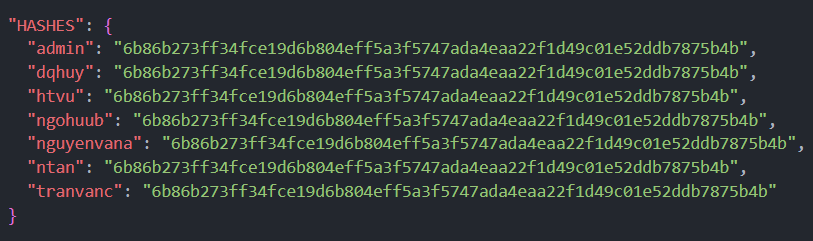 "HASHES": {
"admin": "6b86b273ff34fce19d6b804eff5a3f5747ada4eaa22f1d49c01e52ddb7875b4b",
"dqhuy": "6b86b273ff34fce19d6b804eff5a3f5747ada4eaa22f1d49c01e52ddb7875b4b",
"htvu": "6b86b273ff34fce19d6b804eff5a3f5747ada4eaa22f1d49c01e52ddb7875b4b",
"ngohuub": "6b86b273ff34fce19d6b804eff5a3f5747ada4eaa22f1d49c01e52ddb7875b4b",
"nguyenvana": "6b86b273ff34fce19d6b804eff5a3f5747ada4eaa22f1d49c01e52ddb7875b4b",
"ntan": "6b86b273ff34fce19d6b804eff5a3f5747ada4eaa22f1d49c01e52ddb7875b4b",
"tranvanc": "6b86b273ff34fce19d6b804eff5a3f5747ada4eaa22f1d49c01e52ddb7875b4b"
}